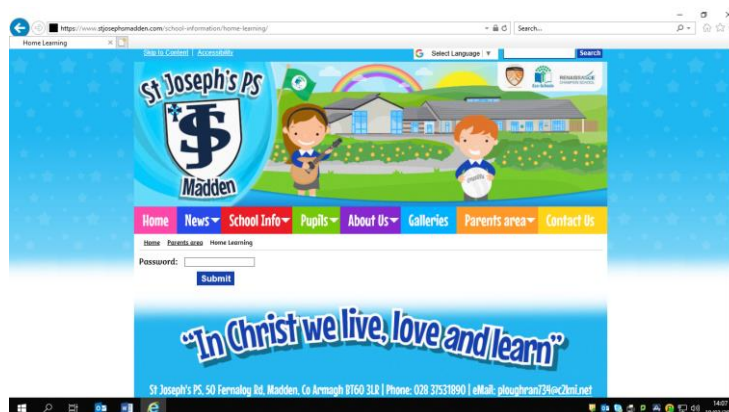 https://www.stjosephsmadden.com/school-information/home-learning/
Search...
Home Learning
Skip to Content | Accessibility
G Select Language ▼
Search
St Joseph's PS
Madden
Eco-Schools
Home News School Info Pupils About Us Galleries Parents area Contact Us
Home Parents area Home Learning
Password:
Submit
"In Christ we live, love and learn"
St Joseph's PS, 50 Fernaloy Rd, Madden, Co Armagh BT60 3LR | Phone: 028 37531890 | eMail: ploughran734@c2kni.net
14:07